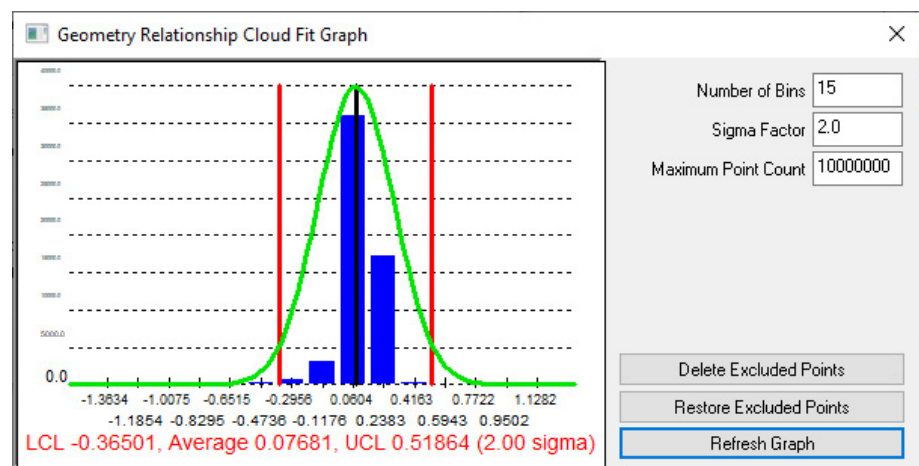 Geometry Relationship Cloud Fit Graph
Number of Bins 15
Sigma Factor 2.0
Maximum Point Count 10000000
5000.0
0.0
-1.3634 -1.0075 -0.6515 -0.2956 0.0604 0.4163 0.7722 1.1282
-1.1854 -0.8295 -0.4736 -0.1176 0.2383 0.5943 0.9502
LCL -0.36501, Average 0.07681, UCL 0.51864 (2.00 sigma)
Delete Excluded Points
Restore Excluded Points
Refresh Graph